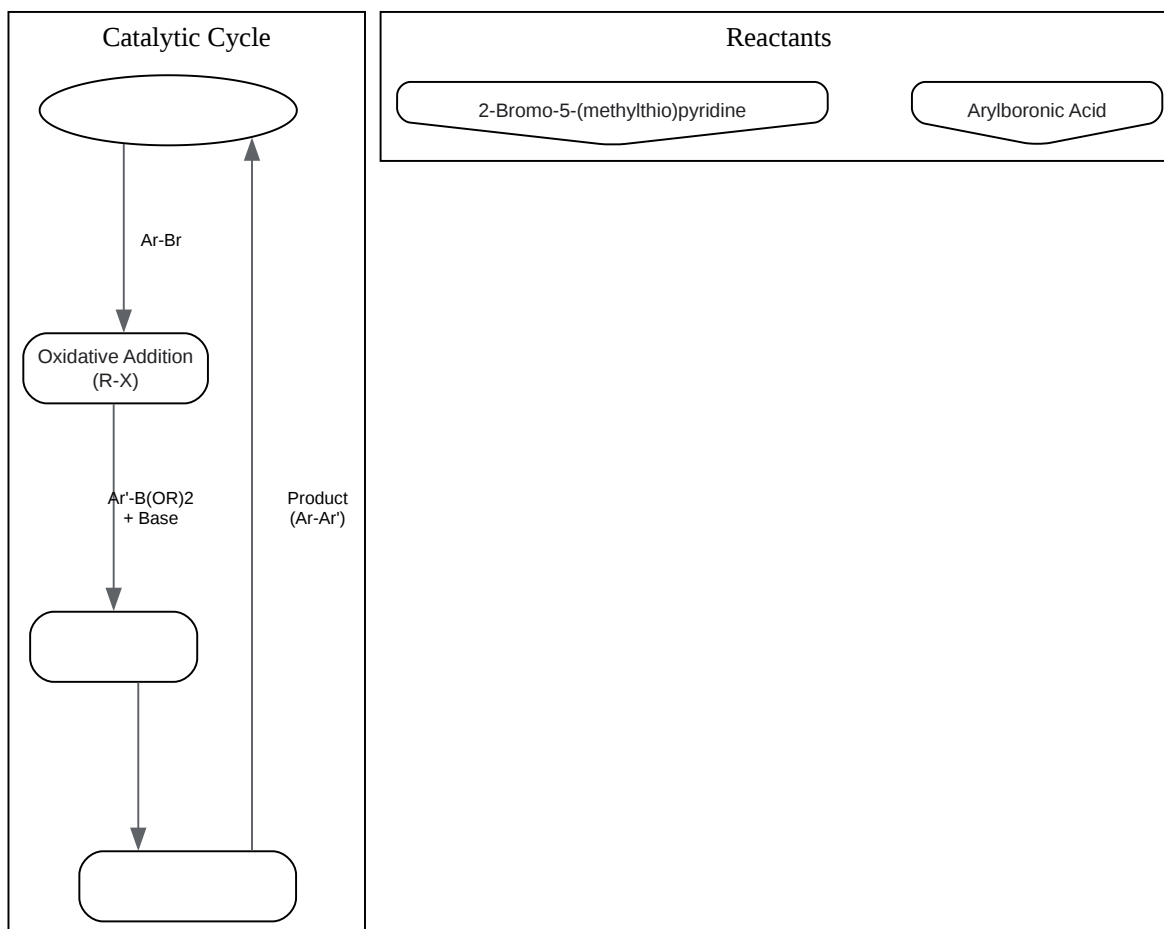 Catalytic Cycle
Reactants
2-Bromo-5-(methylthio)pyridine
Arylboronic Acid
Ar-Br
Oxidative Addition
(R-X)
Ar'-B(OR)2
+ Base
Product
(Ar-Ar')